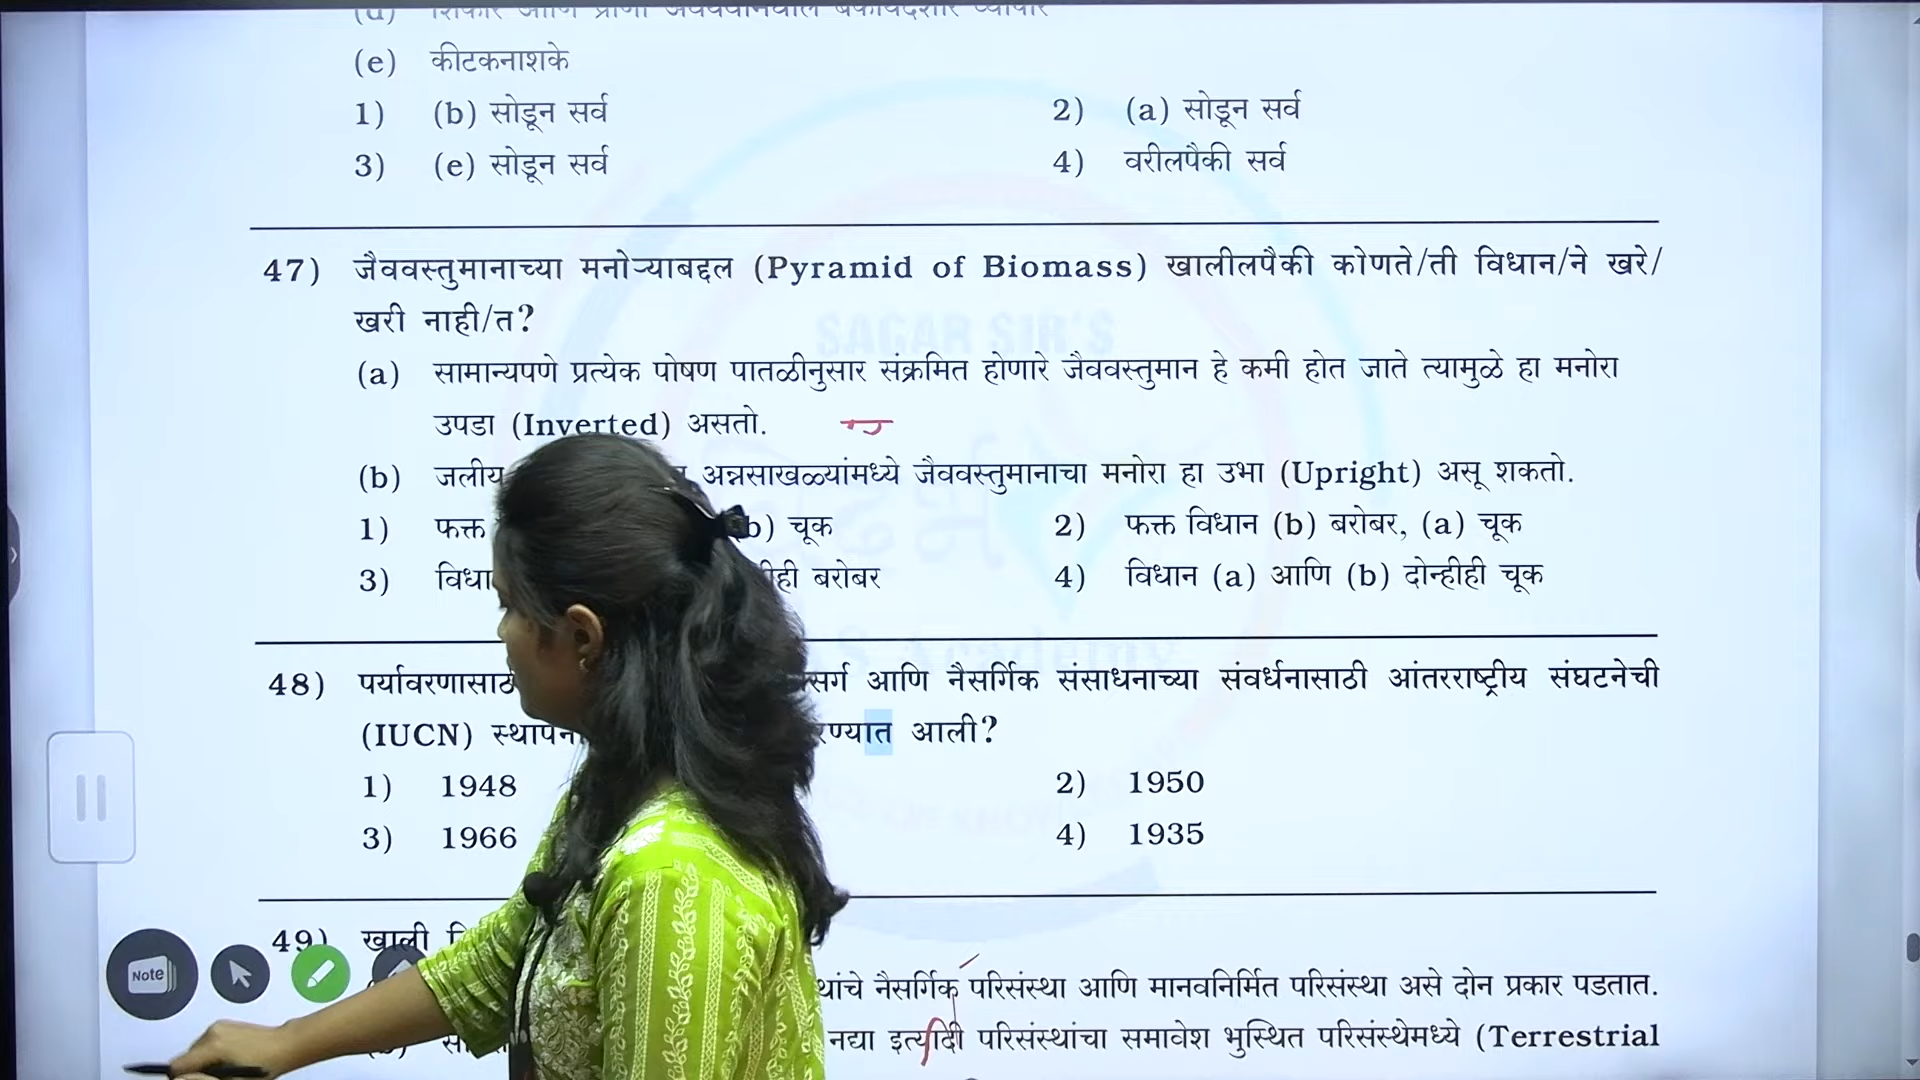 (e) कीटकनाशके
1) (b) सोडून सर्व 2) (a) सोडून सर्व
3) (e) सोडून सर्व 4) वरीलपैकी सर्व
47) जैववस्तुमानाच्या मनोऱ्याबद्दल (Pyramid of Biomass) खालीलपैकी कोणते/ती विधान/ने खरे/
खरी नाही/त?
(a) सामान्यपणे प्रत्येक पोषण पातळीनुसार संक्रमित होणारे जैववस्तुमान हे कमी होत जाते त्यामुळे हा मनोरा
उपडा (Inverted) असतो.
(b) जलीय अन्नसाखळ्यांमध्ये जैववस्तुमानाचा मनोरा हा उभा (Upright) असू शकतो.
1) फक्त (b) चूक 2) फक्त विधान (b) बरोबर, (a) चूक
3) बरोबर 4) विधान (a) आणि (b) दोन्हीही चूक
SAGAR SIR'S
Academy
48) आणि नैसर्गिक संसाधनाच्या संवर्धनासाठी आंतरराष्ट्रीय संघटनेची
(IUCN) आली?
1) 1948 2) 1950
3) 1966 4) 1935
49) खाली
नैसर्गिक परिसंस्था आणि मानवनिर्मित परिसंस्था असे दोन प्रकार पडतात.
नद्या इत्यादी परिसंस्थांचा समावेश भुस्थित परिसंस्थेमध्ये (Terrestrial
Note